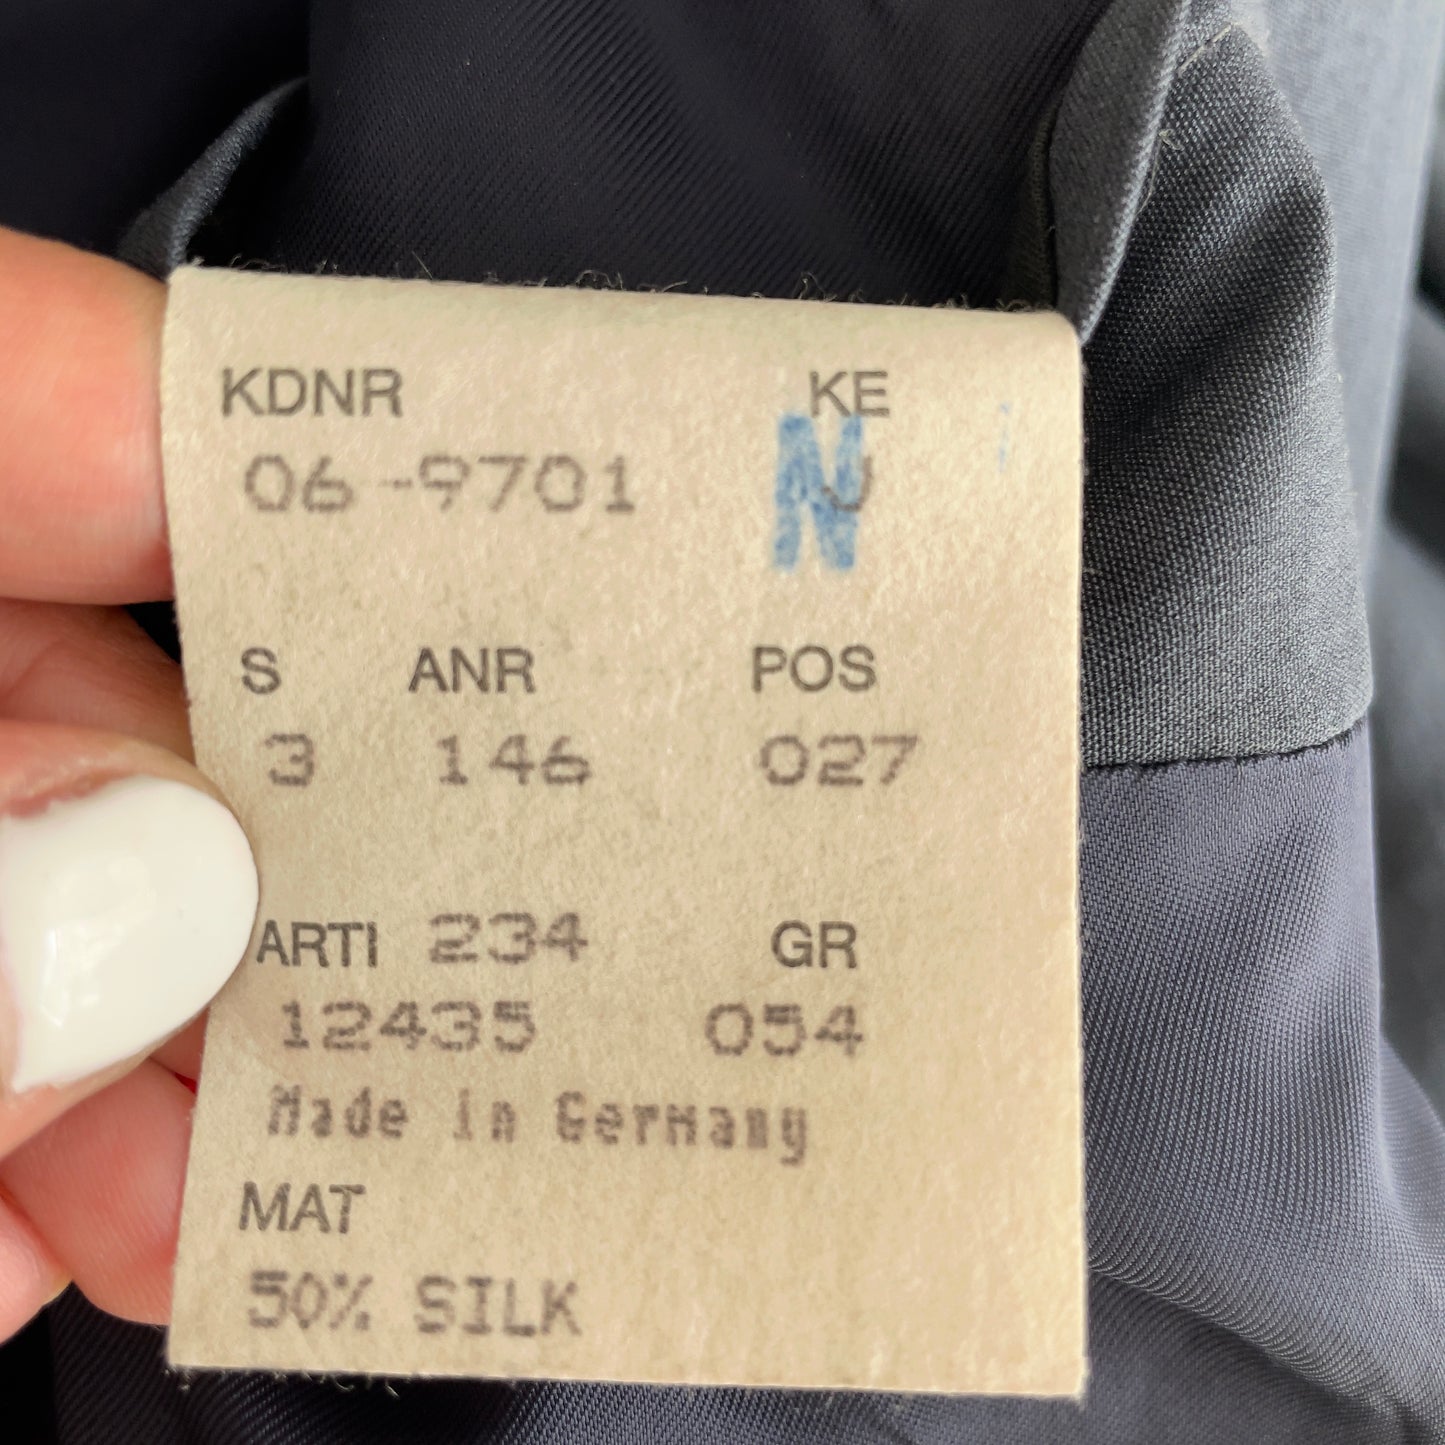 KDNR KE
06-9701 N J
S ANR POS
3 146 027
ARTI 234 GR
12435 054
Made in Germany
MAT
50% SILK